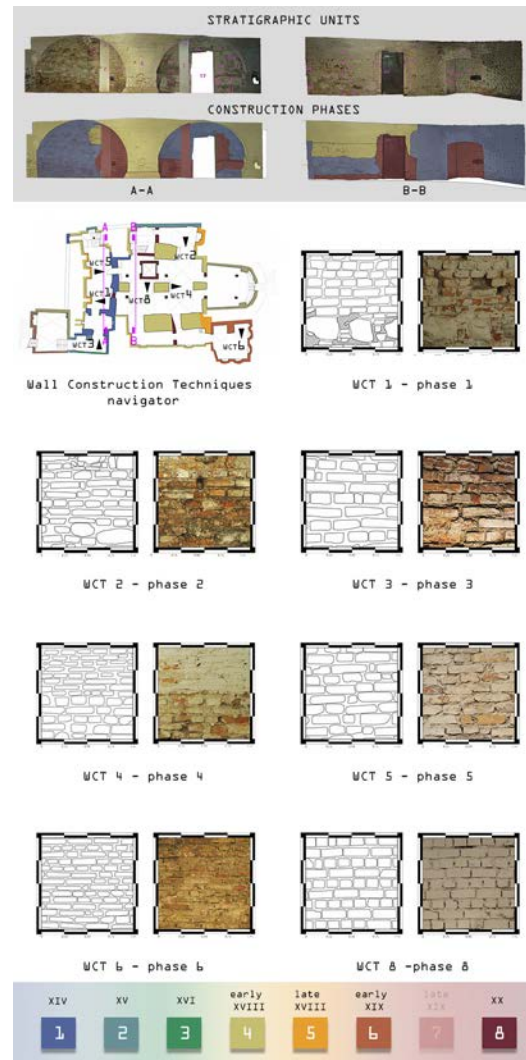 STRATIGRAPHIC UNITS
CONSTRUCTION PHASES
A-A
B-B
A
B
WCT2
WCT5
WCT1
WCT8
WCT4
WCT3
A
B
WCT6
Wall Construction Techniques
navigator
WCT 1 - phase 1
WCT 2 - phase 2
WCT 3 - phase 3
WCT 4 - phase 4
WCT 5 - phase 5
WCT 6 - phase 6
WCT 8 -phase 8
XIV
XV
XVI
early
XVIII
late
XVIII
early
XIX
late
XIX
XX
1
2
3
4
5
6
7
8